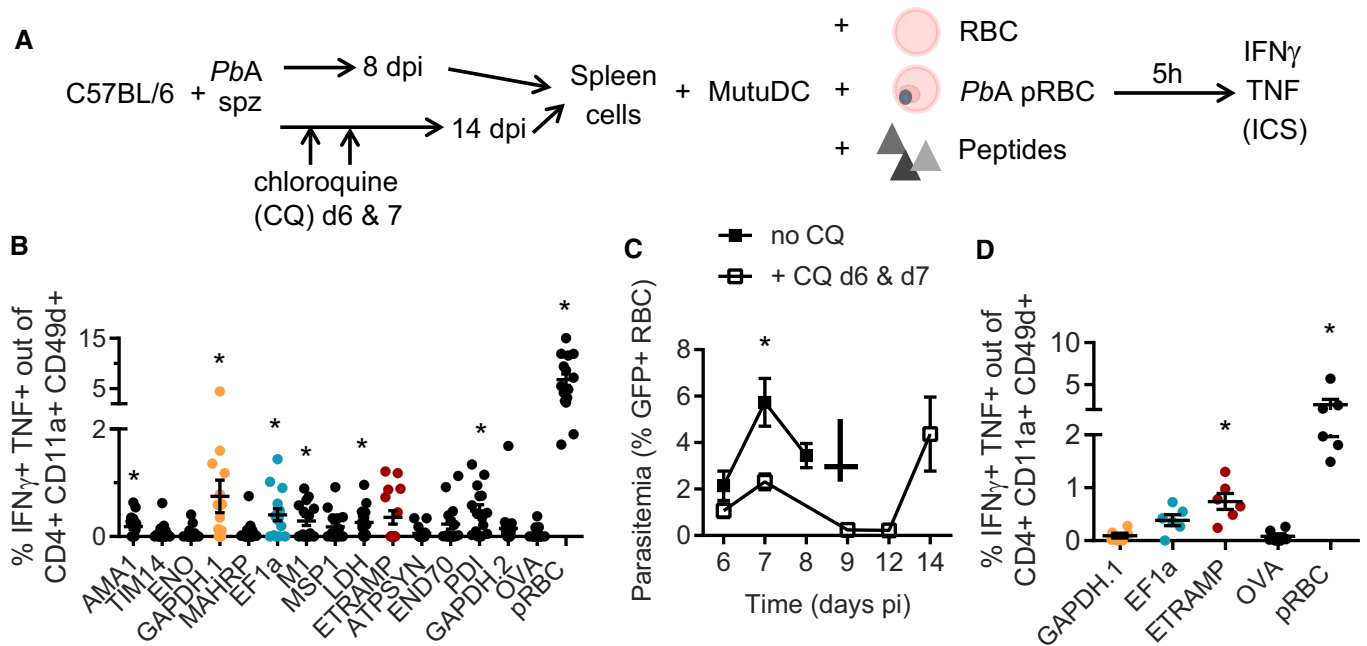 A
C57BL/6 +
PbA
spz
8 dpi
14 dpi
chloroquine
(CQ) d6 & 7
Spleen
cells
+ MutuDC
+ RBC
+ PbA pRBC
+ Peptides
5h
IFNγ
TNF
(ICS)
B
% IFNγ+ TNF+ out of
CD4+ CD11a+ CD49d+
15
5
2
0
*
*
*
*
*
*
*
AMA1
TIM14
ENO
GAPDH.1
MAHRP
EF1a
M1
MSP1
LDH
ETRAMP
ATPSYN
END70
PDI
GAPDH.2
OVA
pRBC
C
no CQ
+ CQ d6 & d7
Parasitemia (% GFP+ RBC)
8
6
4
2
0
*
6 7 8 9 12 14
Time (days pi)
D
% IFNγ+ TNF+ out of
CD4+ CD11a+ CD49d+
10
5
2
1
0
*
*
GAPDH.1
EF1a
ETRAMP
OVA
pRBC